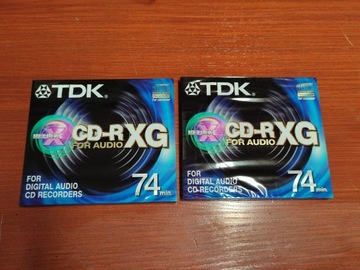 TDK
CD-R XG
FOR AUDIO
FOR
DIGITAL AUDIO
CD RECORDERS
74 min.
TDK
CD-R XG
FOR AUDIO
FOR
DIGITAL AUDIO
CD RECORDERS
74 min.